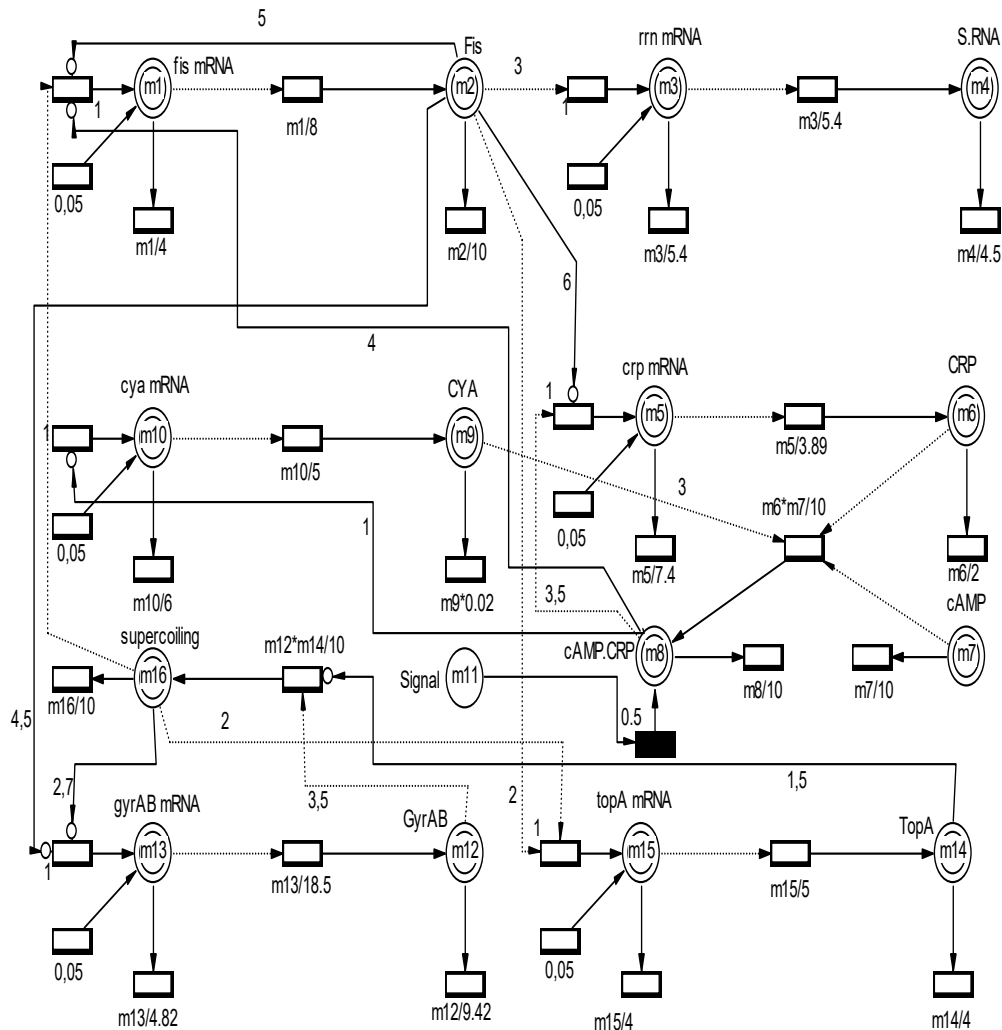 5
fis mRNA
Fis
rrn mRNA
S.RNA
m1
m2
3
m3
m4
1
m1/8
1
m3/5.4
0,05
0,05
m1/4
m2/10
m3/5.4
m4/4.5
6
4
cya mRNA
CYA
crp mRNA
CRP
1
m10
m9
1
m5
m6
m10/5
m5/3.89
3
m6*m7/10
0,05
1
0,05
m10/6
m9*0.02
m5/7.4
m6/2
3,5
cAMP
supercoiling
m12*m14/10
cAMP.CRP
m16
Signal
m11
m8
m7
m16/10
m8/10
m7/10
4,5
2
0.5
2,7
3,5
2
1,5
gyrAB mRNA
GyrAB
topA mRNA
TopA
1
m13
m12
1
m15
m14
m13/18.5
m15/5
0,05
0,05
m13/4.82
m12/9.42
m15/4
m14/4